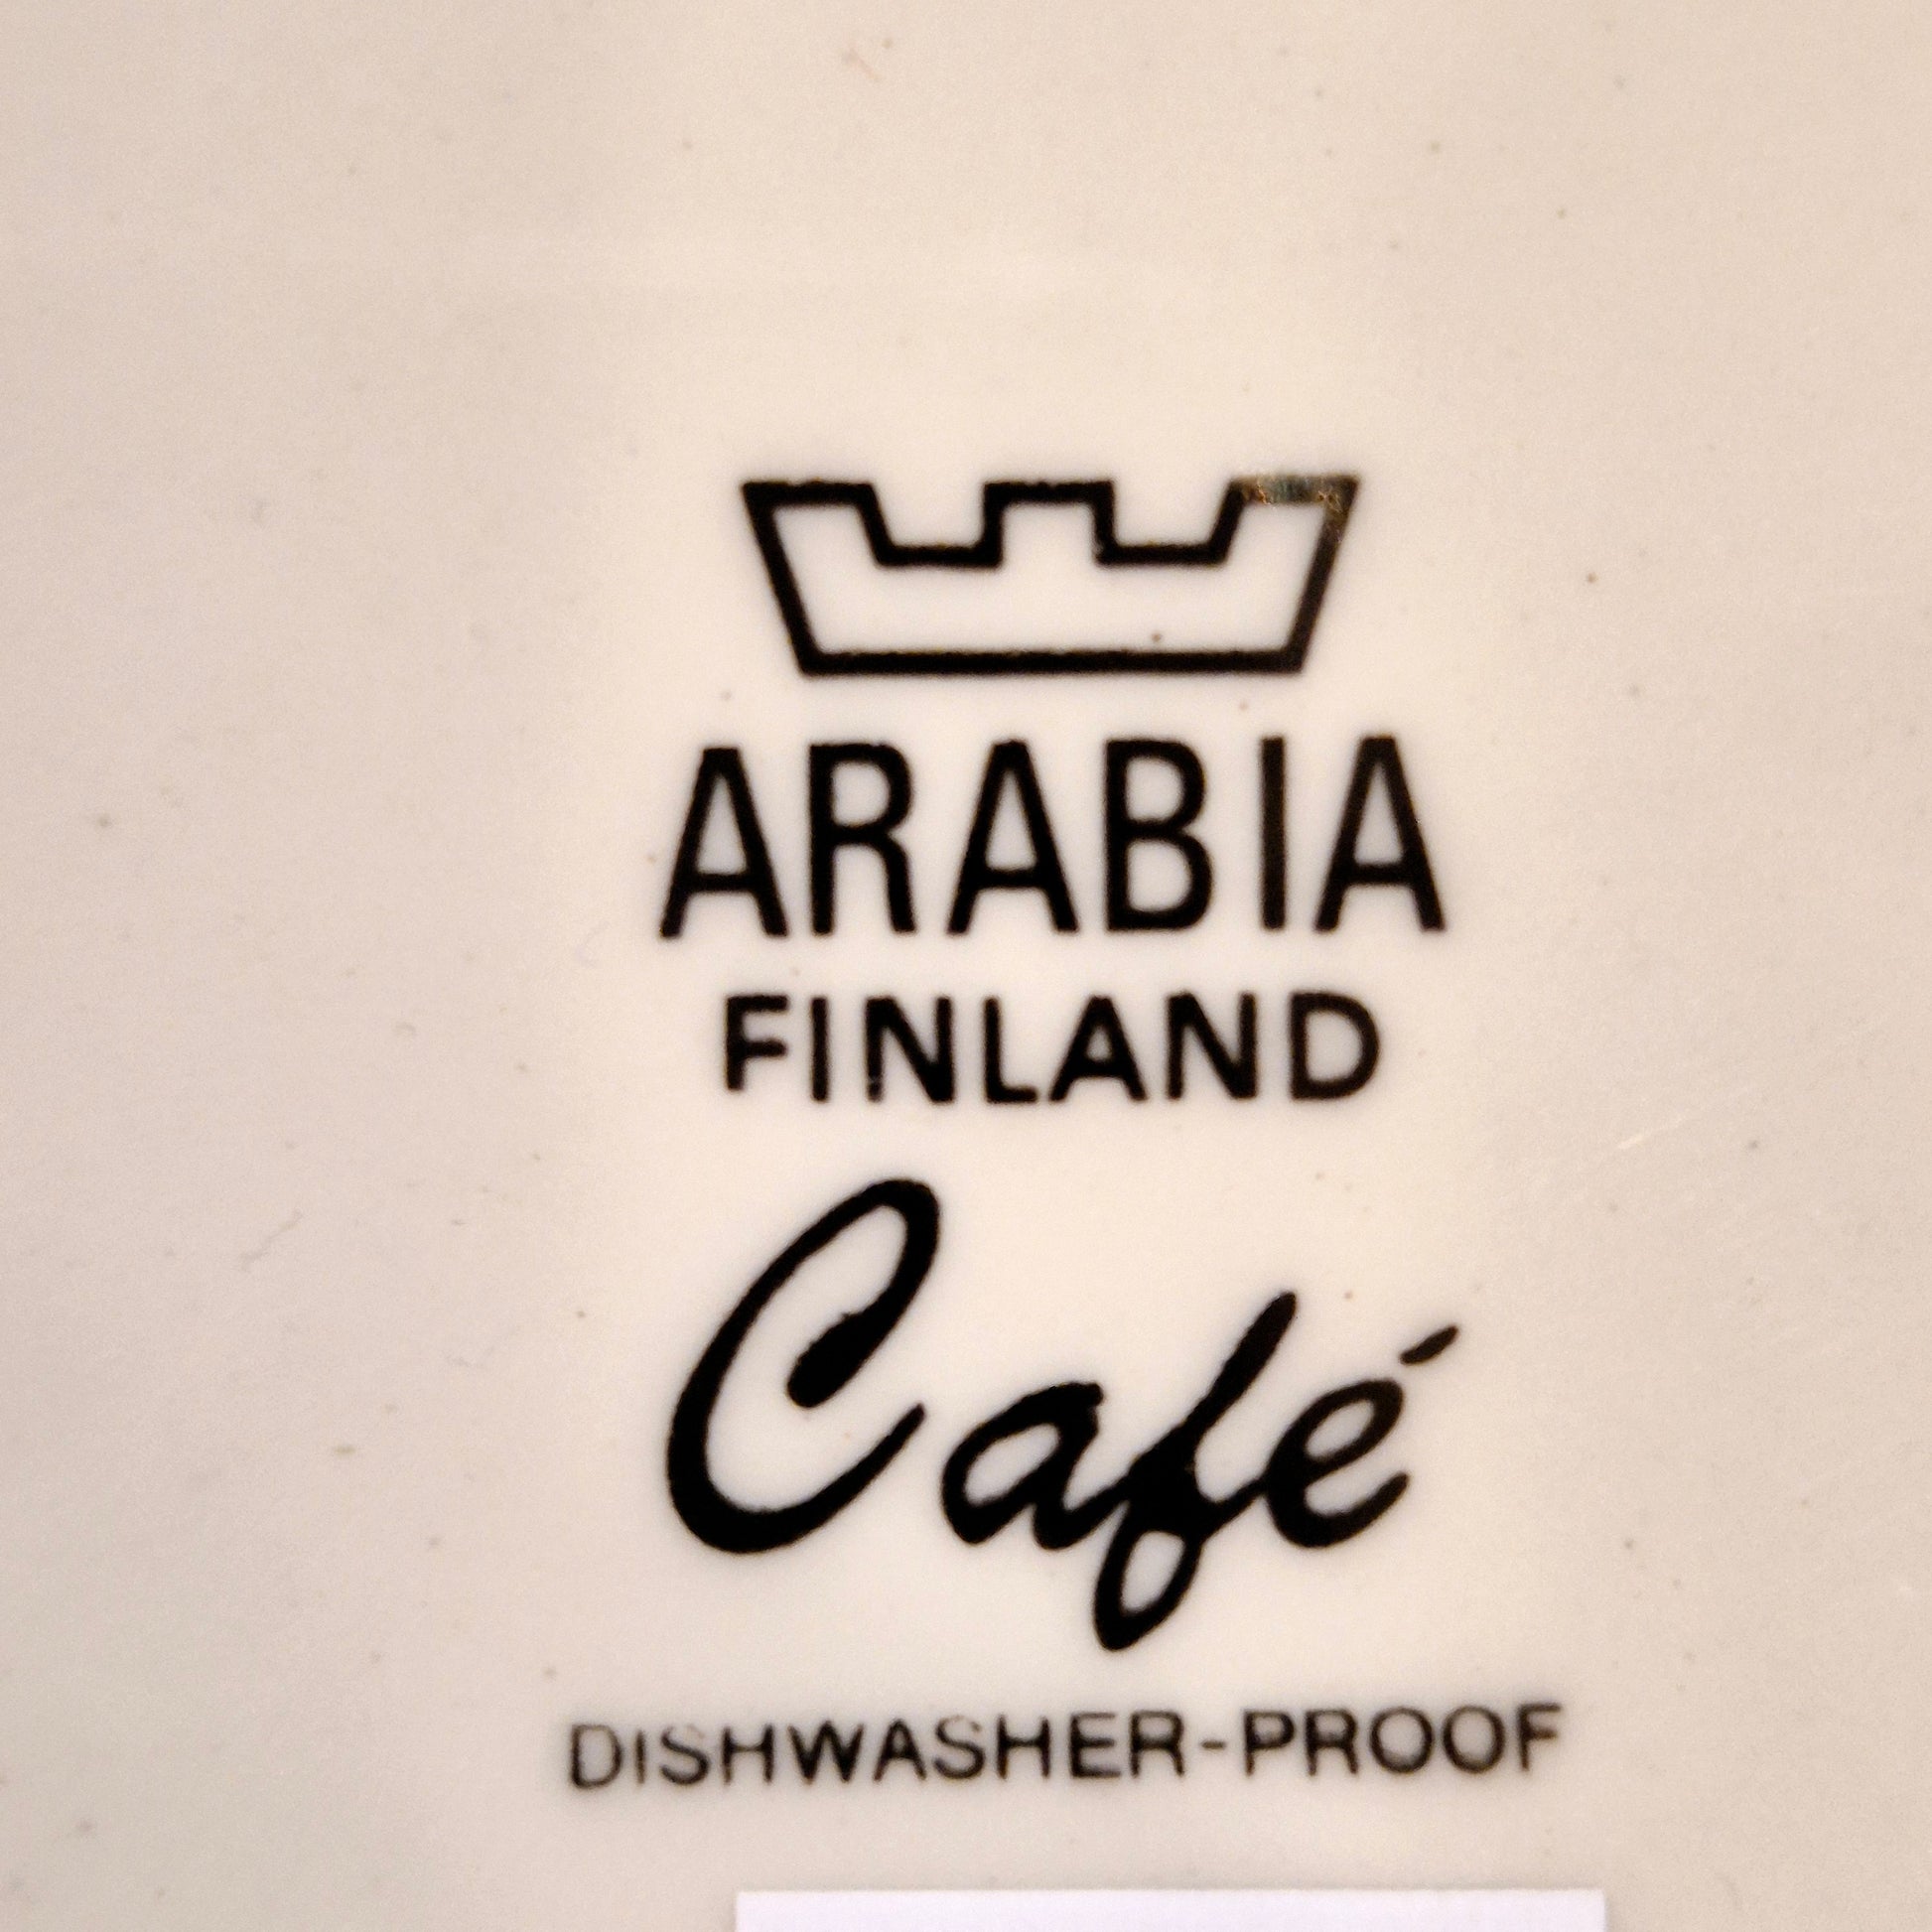 ARABIA
FINLAND
Café
DISHWASHER-PROOF